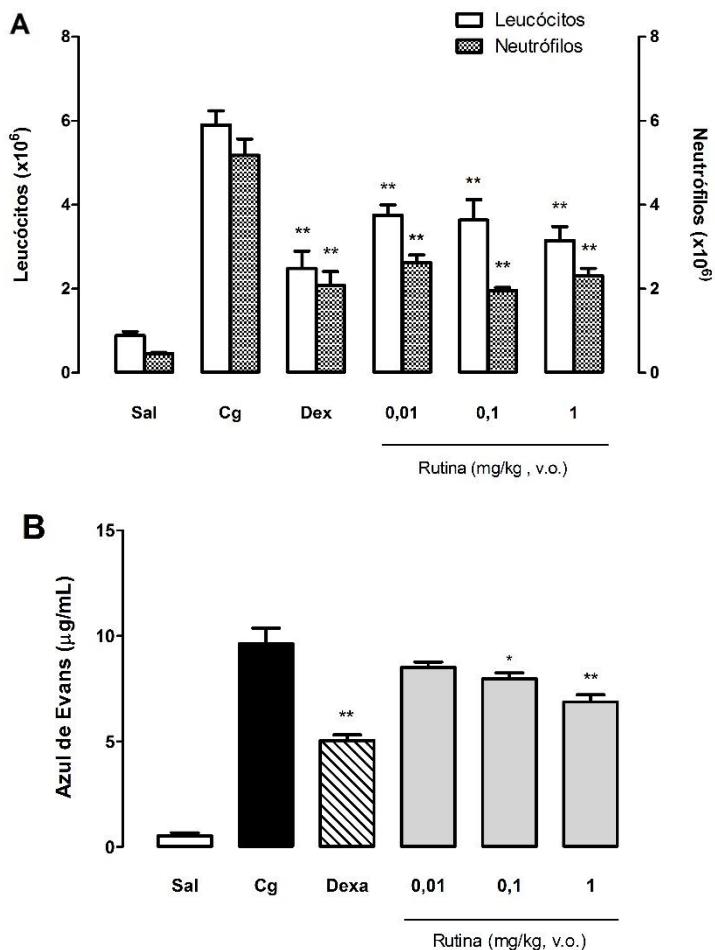 A
Leucócitos
Neutrófilos
Leucócitos (x10⁶)
Neutrófilos (x10⁶)
8 8
6 6
4 4
2 2
0 0
** ** ** ** ** ** ** **
Sal Cg Dex 0,01 0,1 1
Rutina (mg/kg , v.o.)
B
Azul de Evans (µg/mL)
15
10
5
0
** * **
Sal Cg Dexa 0,01 0,1 1
Rutina (mg/kg, v.o.)